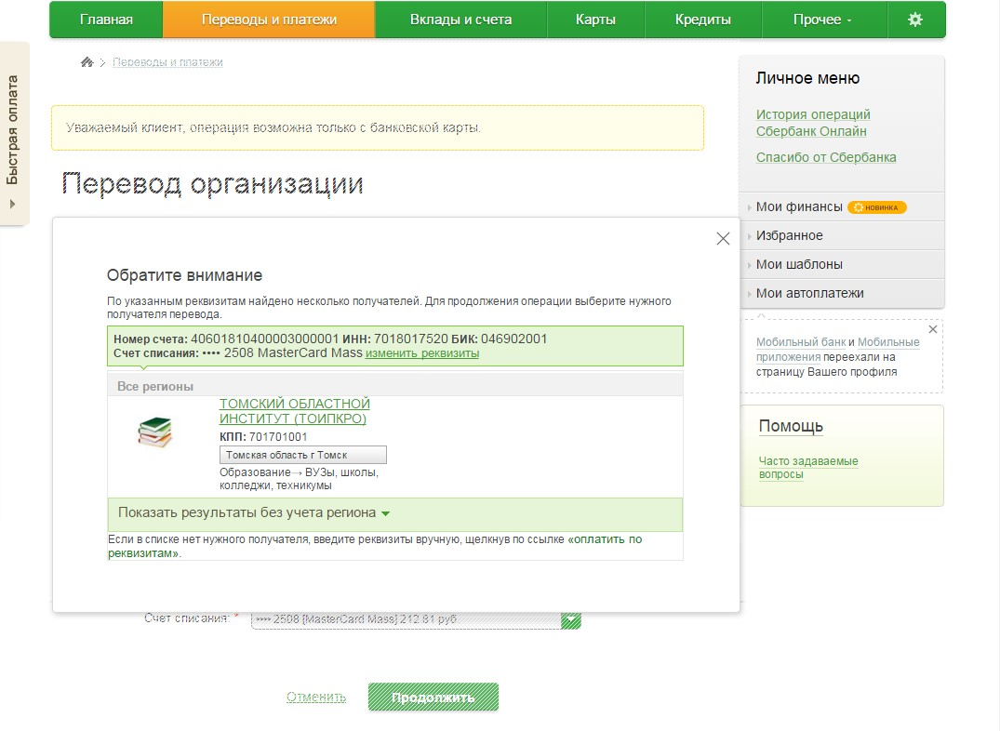 Главная Переводы и платежи Вклады и счета Карты Кредиты Прочее
Быстрая оплата
Переводы и платежи
Уважаемый клиент, операция возможна только с банковской карты.
Перевод организации
Обратите внимание
По указанным реквизитам найдено несколько получателей. Для продолжения операции выберите нужного
получателя перевода.
Номер счета: 40601810400003000001 ИНН: 7018017520 БИК: 046902001
Счет списания: •••• 2508 MasterCard Mass изменить реквизиты
Все регионы
ТОМСКИЙ ОБЛАСТНОЙ
ИНСТИТУТ (ТОИПКРО)
КПП: 701701001
Томская область г Томск
Образование→ ВУЗы, школы,
колледжи, техникумы
Показать результаты без учета региона
Если в списке нет нужного получателя, введите реквизиты вручную, щелкнув по ссылке «оплатить по
реквизитам».
Счет списания: * •••• 2508 [MasterCard Mass] 212.81 руб
Отменить Продолжить
Личное меню
История операций
Сбербанк Онлайн
Спасибо от Сбербанка
Мои финансы НОВИНКА
Избранное
Мои шаблоны
Мои автоплатежи
Мобильный банк и Мобильные
приложения переехали на
страницу Вашего профиля
Помощь
Часто задаваемые
вопросы